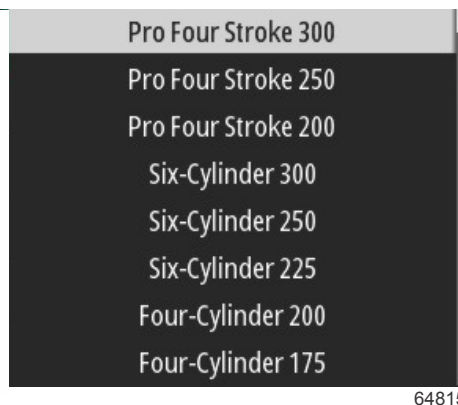 Pro Four Stroke 300
Pro Four Stroke 250
Pro Four Stroke 200
Six-Cylinder 300
Six-Cylinder 250
Six-Cylinder 225
Four-Cylinder 200
Four-Cylinder 175
64815